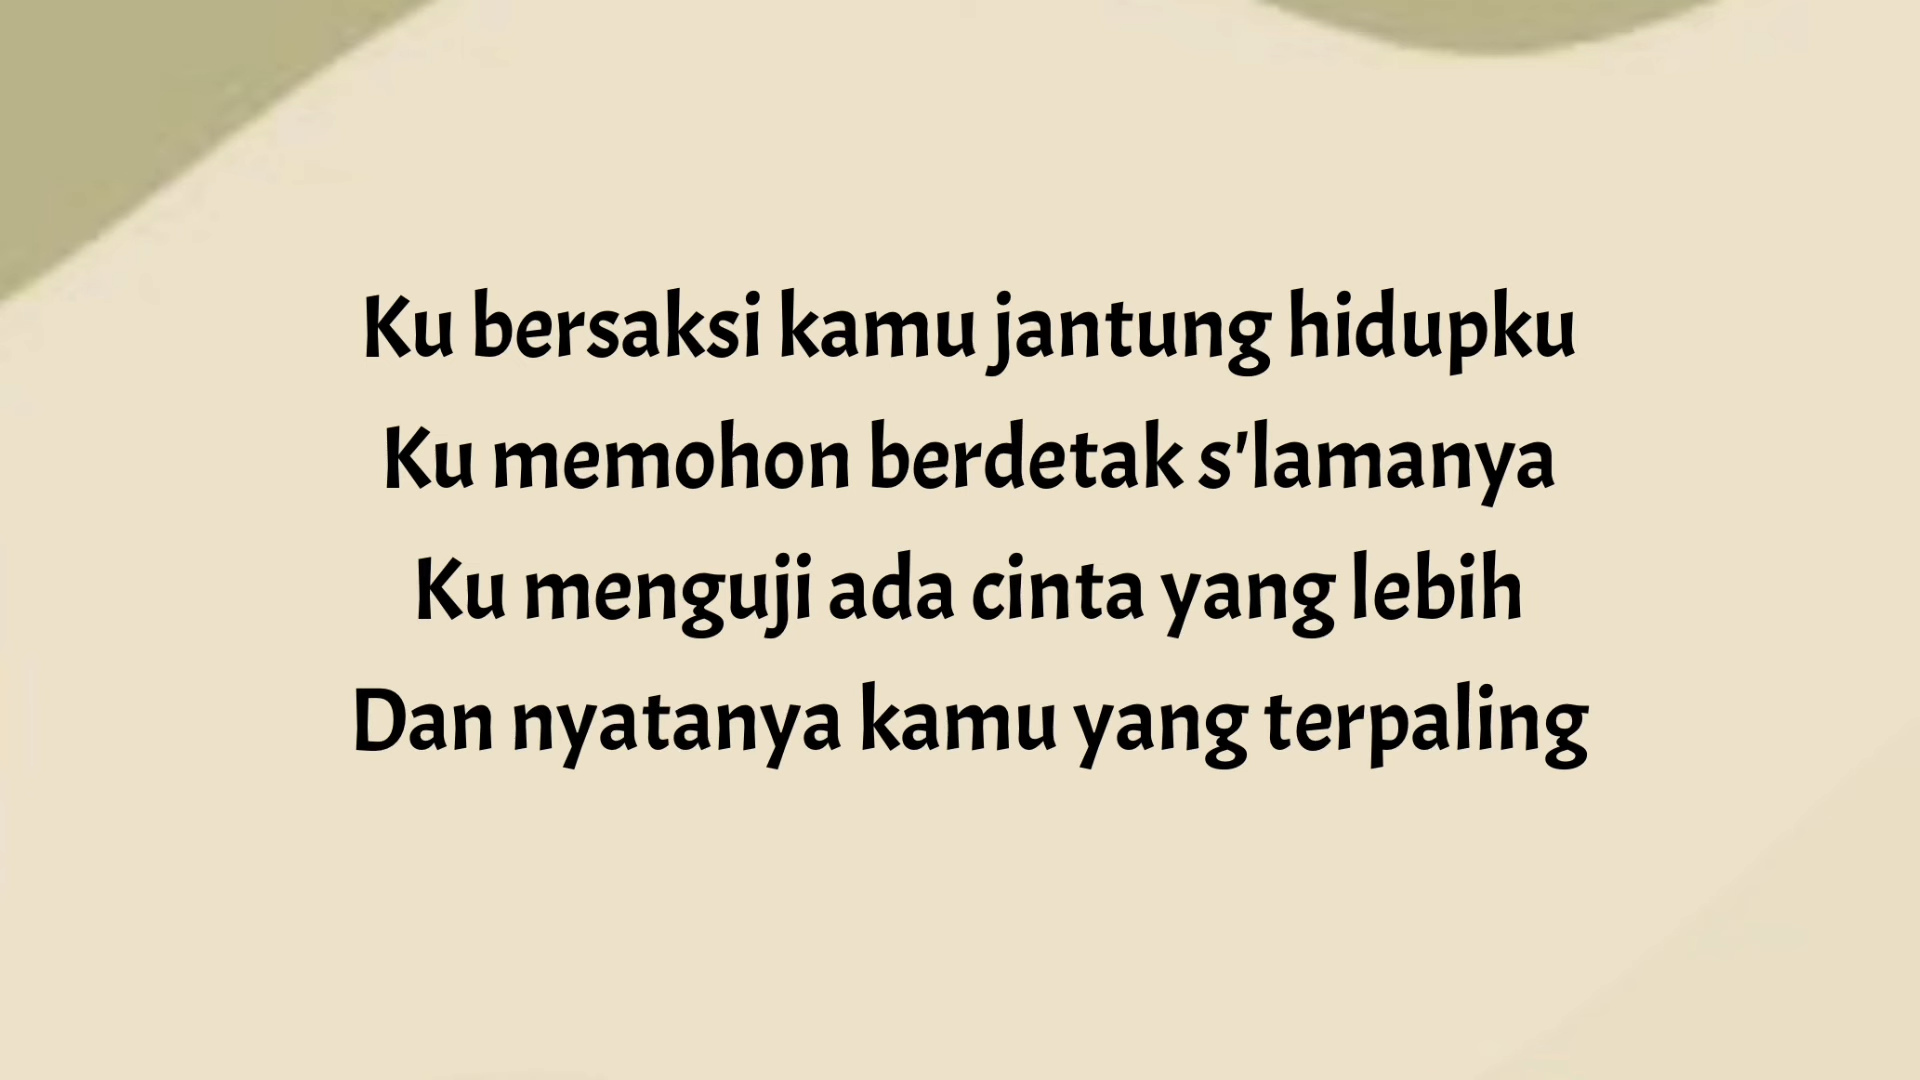 Ku bersaksi kamu jantung hidupku
Ku memohon berdetak s'lamanya
Ku menguji ada cinta yang lebih
Dan nyatanya kamu yang terpaling